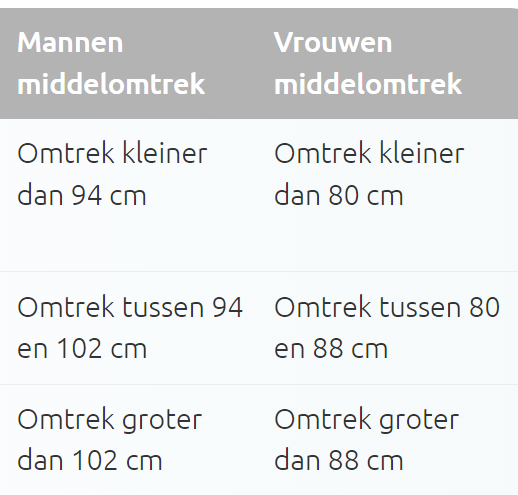 Mannen
middelomtrek
Vrouwen
middelomtrek
Omtrek kleiner
dan 94 cm
Omtrek kleiner
dan 80 cm
Omtrek tussen 94
en 102 cm
Omtrek tussen 80
en 88 cm
Omtrek groter
dan 102 cm
Omtrek groter
dan 88 cm